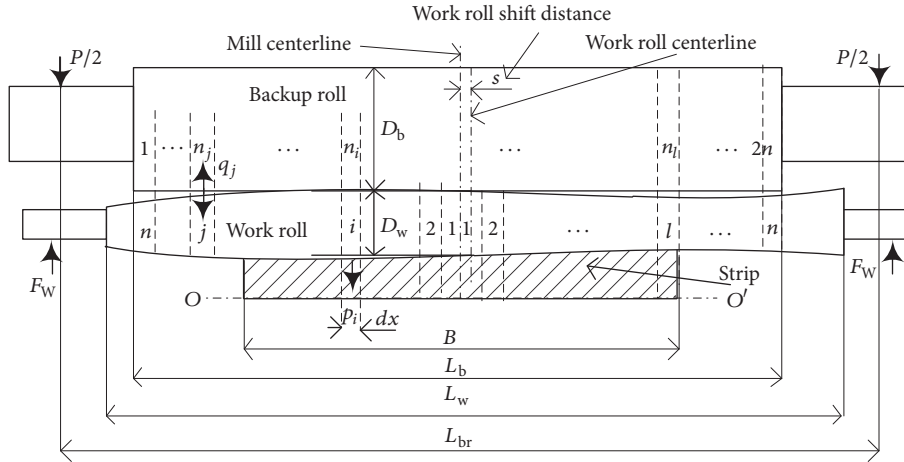 Work roll shift distance
Mill centerline
Work roll centerline
P/2
P/2
s
Backup roll
D_b
1 ⋯ n_j ⋯ n_i ⋯ n_l ⋯ 2n
q_j
n j Work roll i D_w 2 1 1 2 ⋯ l ⋯ n
F_W
F_W
Strip
O O′
p_i dx
B
L_b
L_w
L_br